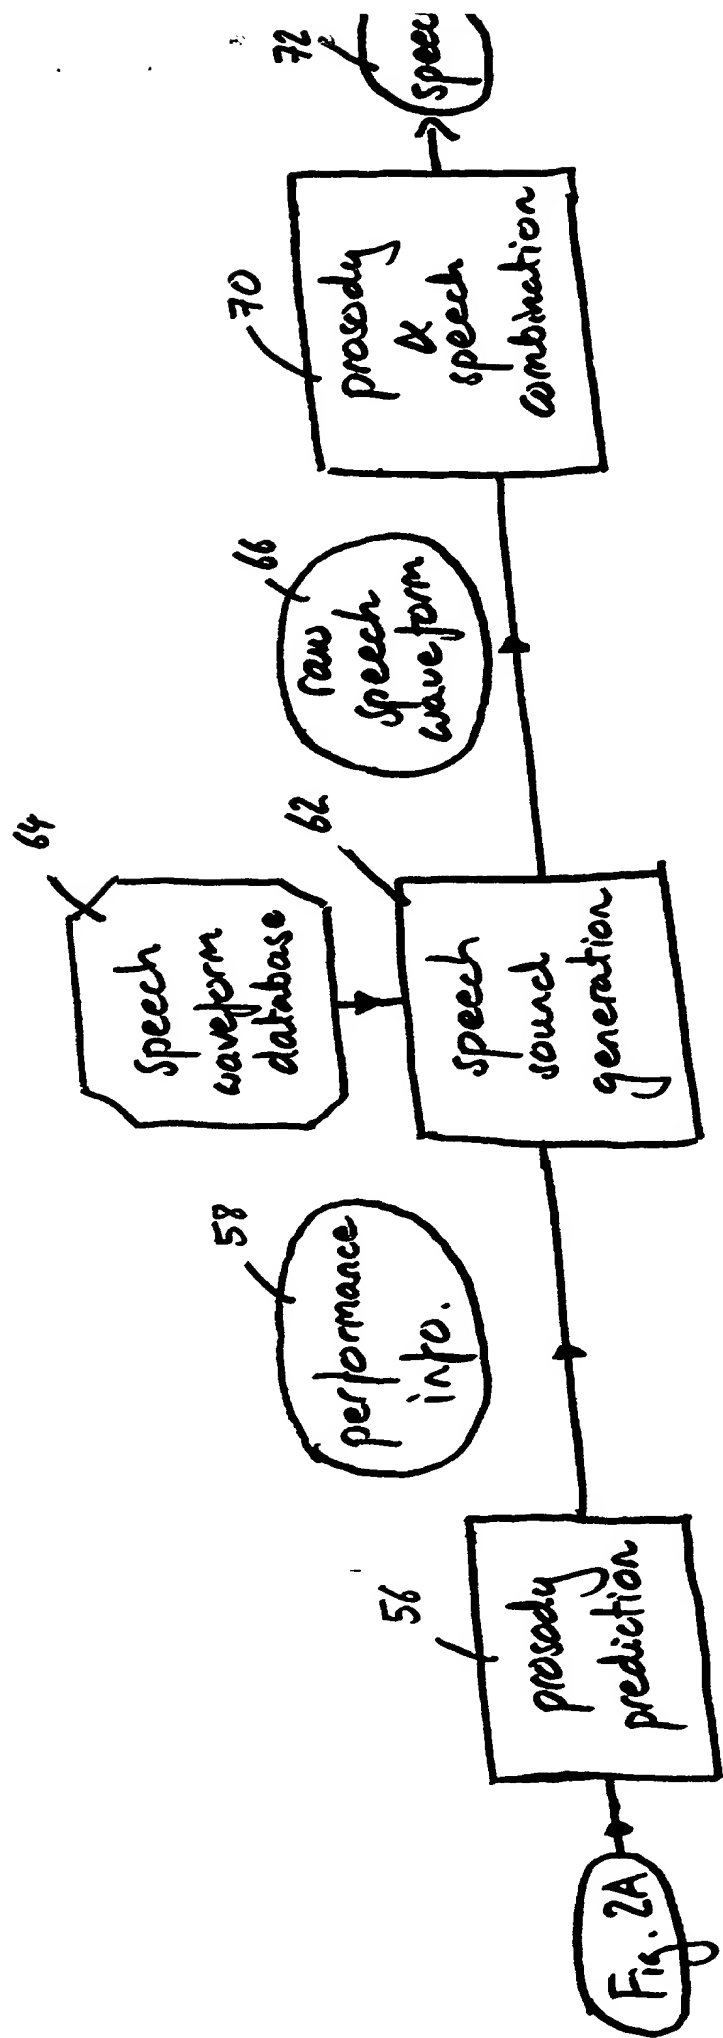 Fig. 2A
56
prosody
prediction
58
performance
info.
64
speech
waveform
database
62
speech
sound
generation
66
raw
speech
waveform
70
prosody
&
speech
combination
72